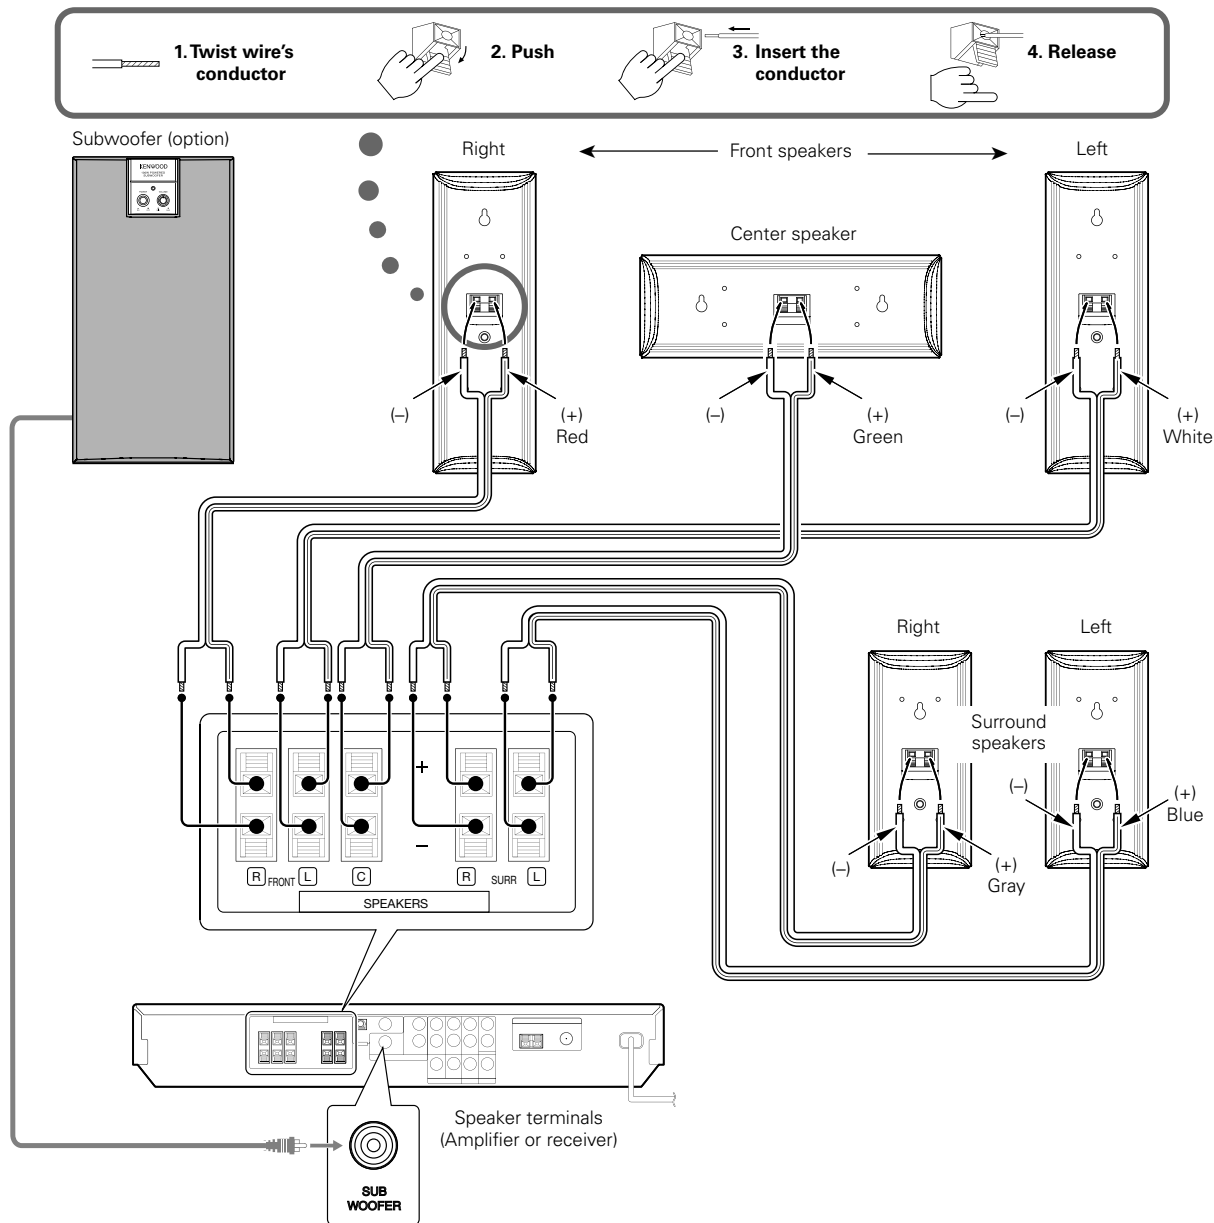 1. Twist wire's
conductor
2. Push
3. Insert the
conductor
4. Release
Subwoofer (option)
KENWOOD
Right
Front speakers
Left
Center speaker
(–)
(+)
Red
(–)
(+)
Green
(–)
(+)
White
Right
Left
Surround
speakers
(–)
(+)
Blue
(–)
(+)
Gray
+
–
R FRONT L C R SURR L
SPEAKERS
Speaker terminals
(Amplifier or receiver)
SUB
WOOFER